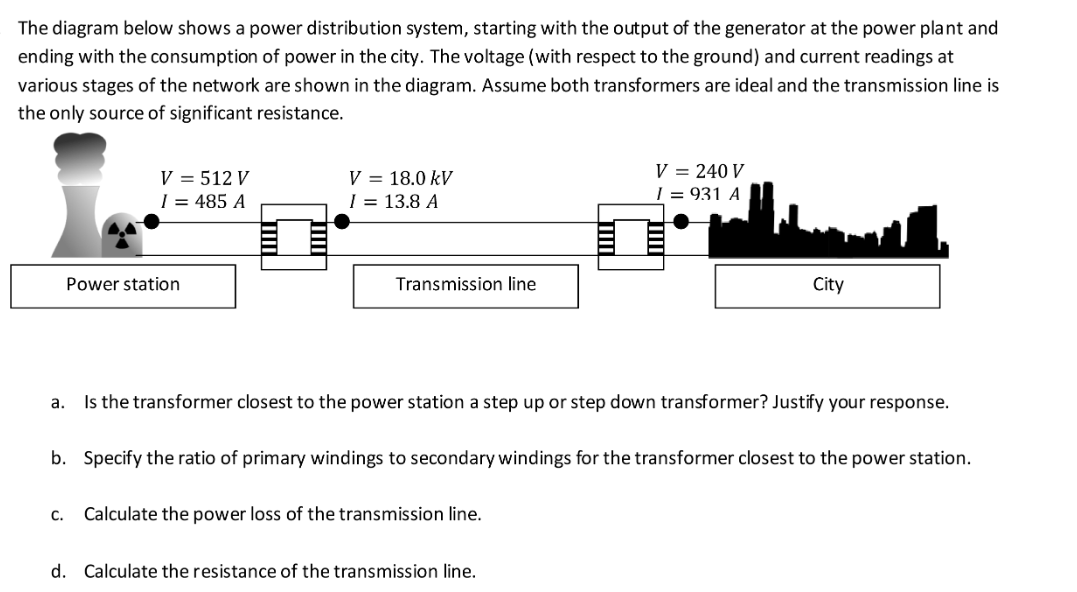 The diagram below shows a power distribution system, starting with the output of the generator at the power plant and
ending with the consumption of power in the city. The voltage (with respect to the ground) and current readings at
various stages of the network are shown in the diagram. Assume both transformers are ideal and the transmission line is
the only source of significant resistance.
V = 512 V
I = 485 A
V = 18.0 kV
I = 13.8 A
V = 240 V
I = 931 A
Power station
Transmission line
City
a. Is the transformer closest to the power station a step up or step down transformer? Justify your response.
b. Specify the ratio of primary windings to secondary windings for the transformer closest to the power station.
c. Calculate the power loss of the transmission line.
d. Calculate the resistance of the transmission line.